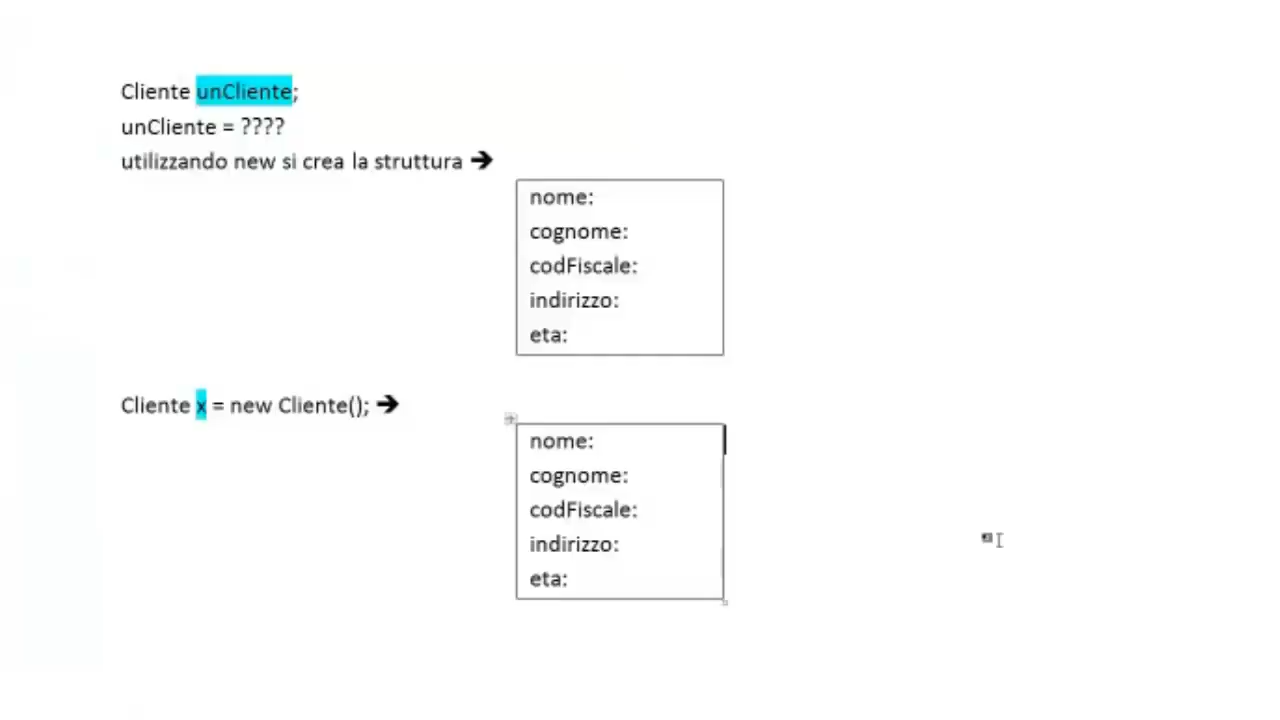 Cliente unCliente;
unCliente = ????
utilizzando new si crea la struttura ➔
nome:
cognome:
codFiscale:
indirizzo:
eta:
Cliente x = new Cliente(); ➔
nome:
cognome:
codFiscale:
indirizzo:
eta: